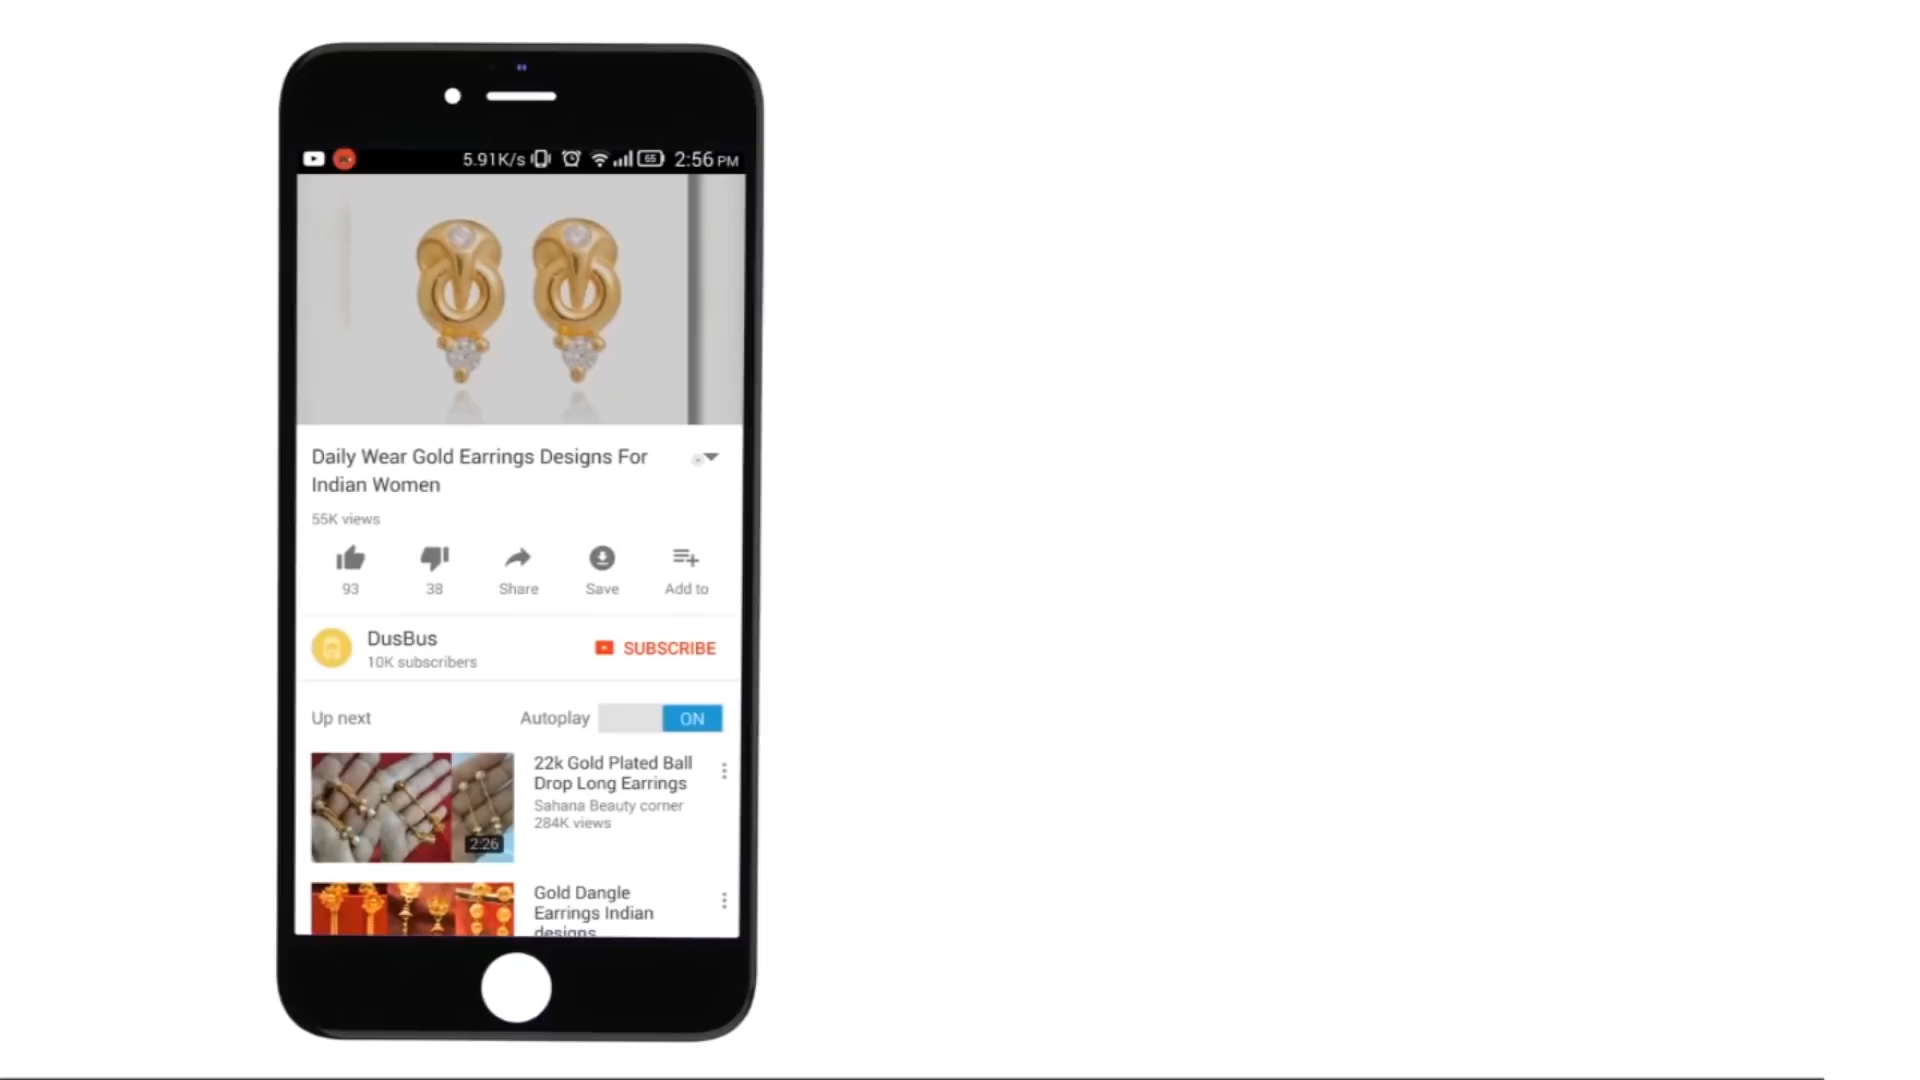 5.91K/s 65 2:56 PM
Daily Wear Gold Earrings Designs For
Indian Women
55K views
93 38 Share Save Add to
DusBus
10K subscribers
SUBSCRIBE
Up next Autoplay ON
22k Gold Plated Ball
Drop Long Earrings
Sahana Beauty corner
284K views
2:26
Gold Dangle
Earrings Indian
designs